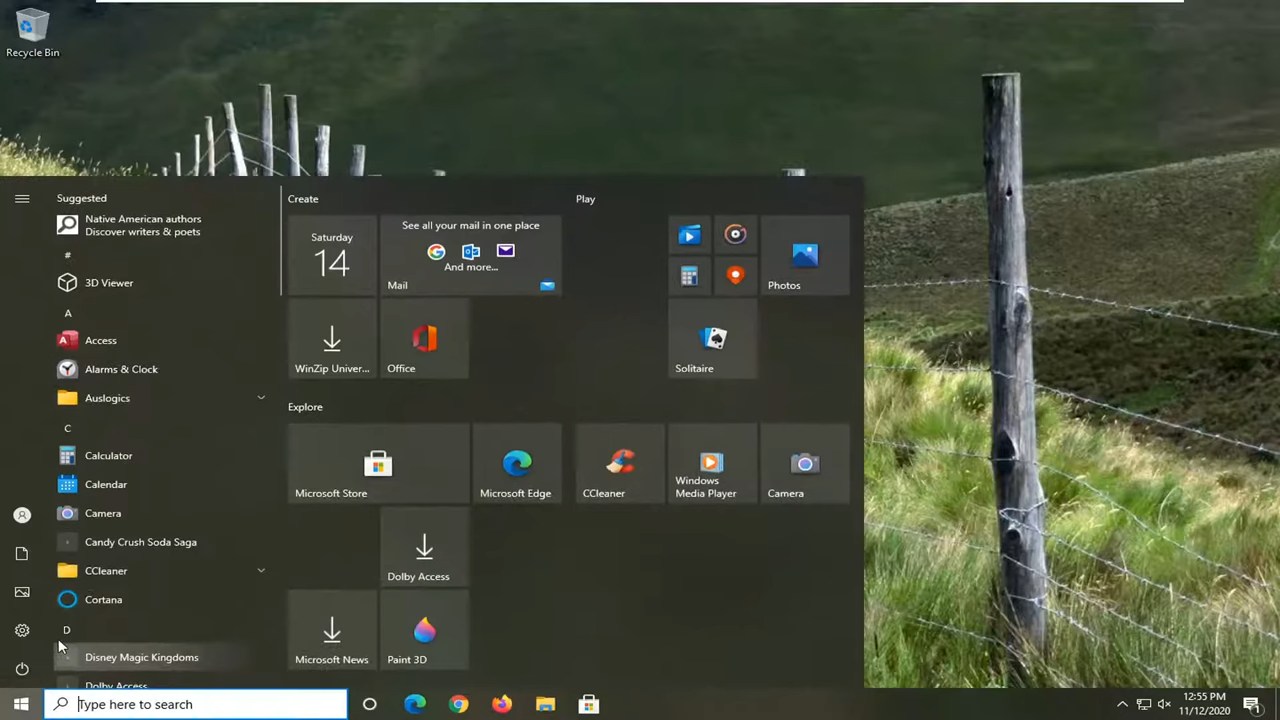 Recycle Bin
Suggested
Native American authors
Discover writers & poets
#
3D Viewer
A
Access
Alarms & Clock
Auslogics
C
Calculator
Calendar
Camera
Candy Crush Soda Saga
CCleaner
Cortana
D
Disney Magic Kingdoms
Dolby Access
Create
Saturday
14
See all your mail in one place
And more...
Mail
WinZip Univer...
Office
Explore
Microsoft Store
Microsoft Edge
Dolby Access
Microsoft News
Paint 3D
Play
Photos
Solitaire
CCleaner
Windows
Media Player
Camera
Type here to search
12:55 PM
11/12/2020
1